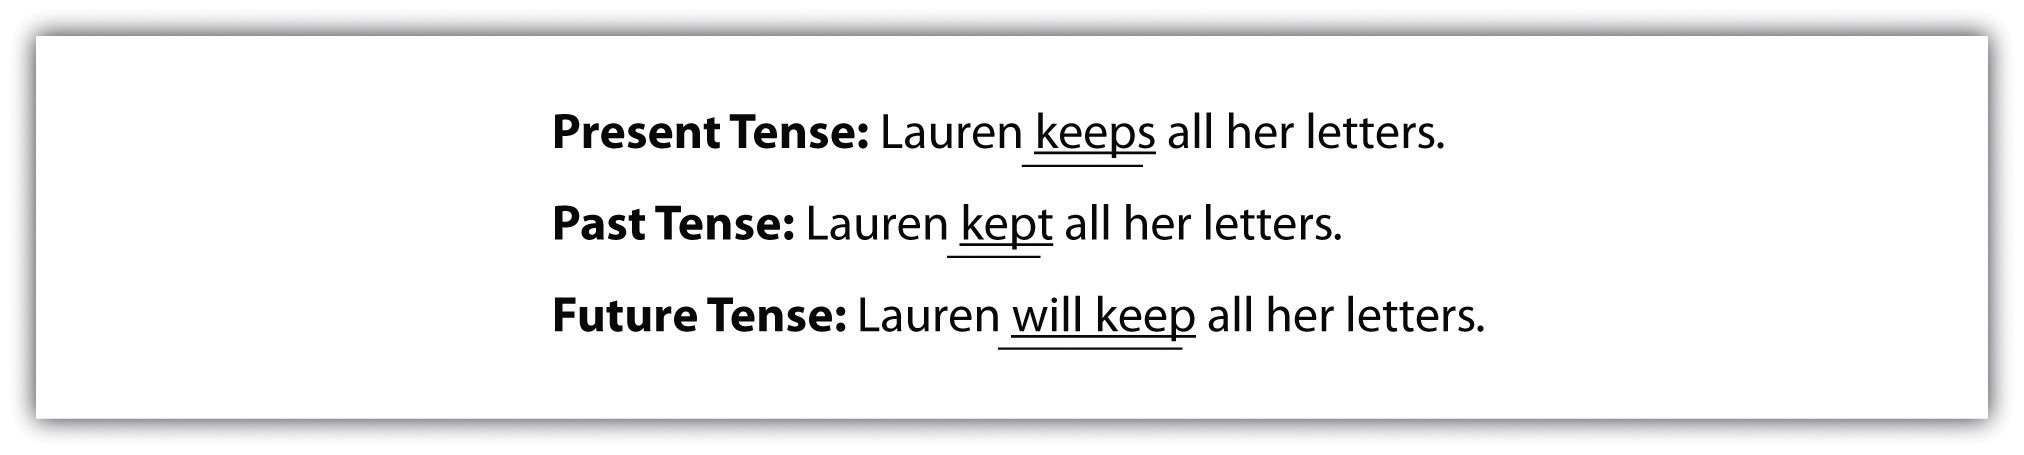 Present Tense: Lauren keeps all her letters.
Past Tense: Lauren kept all her letters.
Future Tense: Lauren will keep all her letters.